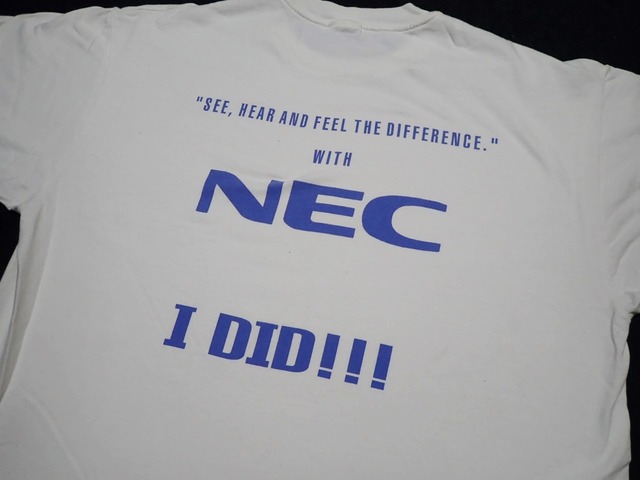 "SEE, HEAR AND FEEL THE DIFFERENCE."
WITH
NEC
I DID!!!